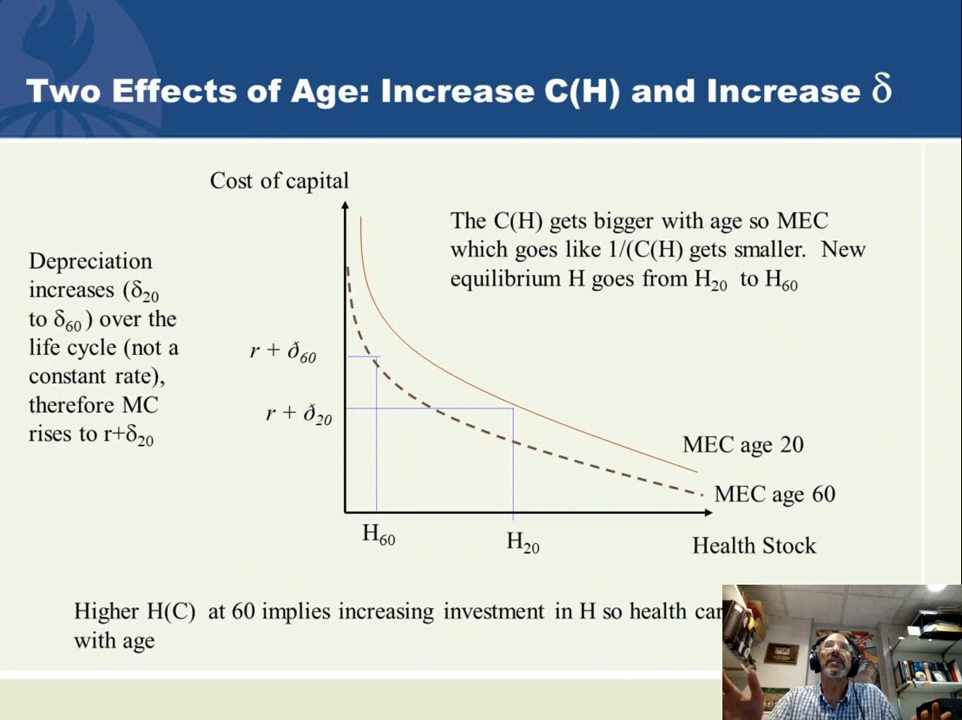 Two Effects of Age: Increase C(H) and Increase δ
Cost of capital
The C(H) gets bigger with age so MEC
which goes like 1/(C(H) gets smaller. New
equilibrium H goes from H₂₀ to H₆₀
Depreciation
increases (δ₂₀
to δ₆₀ ) over the
life cycle (not a
constant rate),
therefore MC
rises to r+δ₂₀
r + ð₆₀
r + ð₂₀
MEC age 20
MEC age 60
H₆₀
H₂₀
Health Stock
Higher H(C) at 60 implies increasing investment in H so health
with age